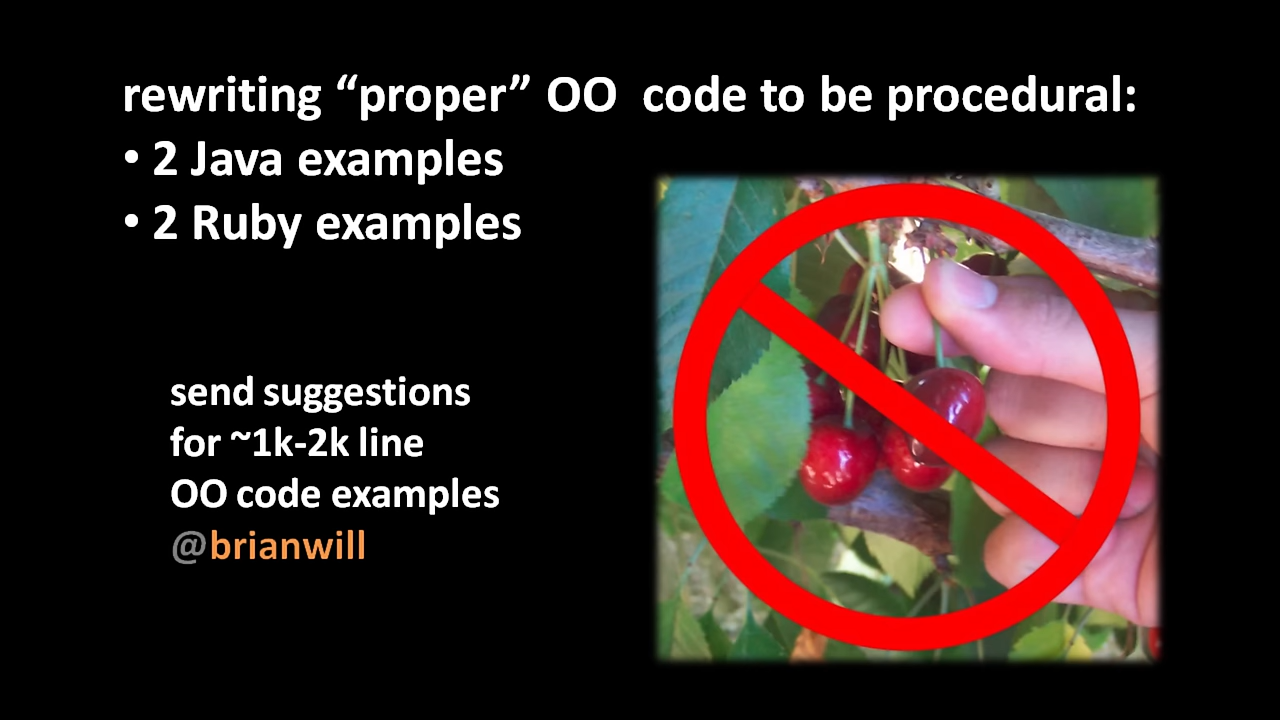 rewriting “proper” OO  code to be procedural:
• 2 Java examples
• 2 Ruby examples
send suggestions
for ~1k-2k line
OO code examples
@brianwill